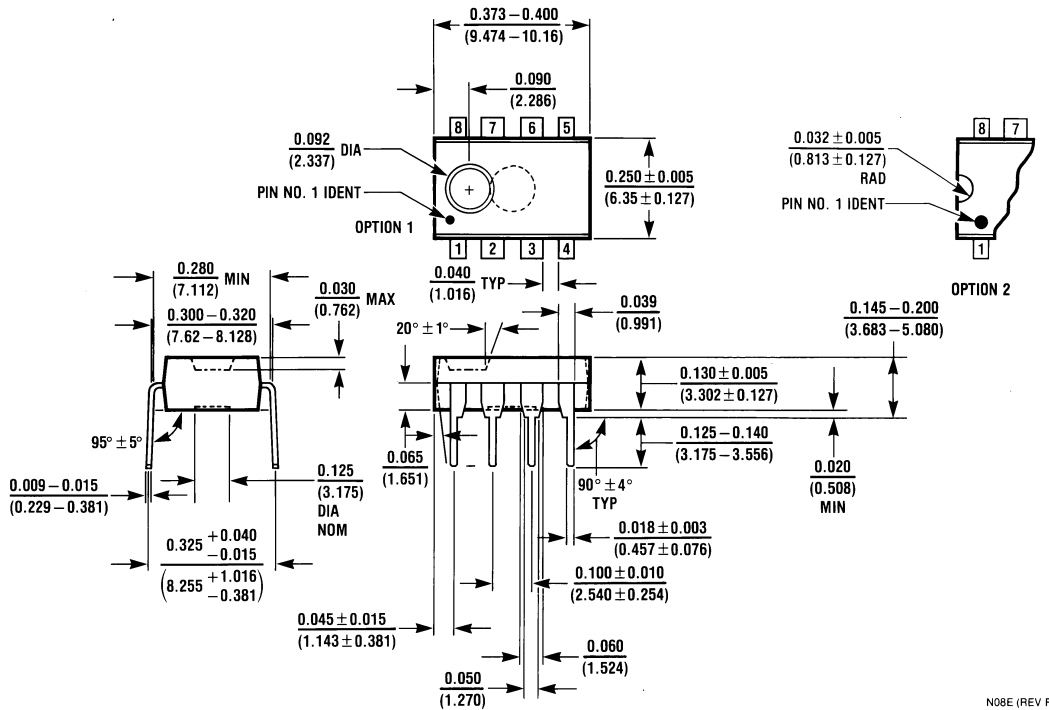 0.373 – 0.400
(9.474 – 10.16)
0.090
(2.286)
8 7 6 5
0.092
(2.337)
DIA
PIN NO. 1 IDENT
OPTION 1
1 2 3 4
0.250 ± 0.005
(6.35 ± 0.127)
8 7
0.032 ± 0.005
(0.813 ± 0.127)
RAD
PIN NO. 1 IDENT
1
OPTION 2
0.280
(7.112)
MIN
0.300 – 0.320
(7.62 – 8.128)
0.030
(0.762)
MAX
0.040
(1.016)
TYP
0.039
(0.991)
20° ± 1°
0.145 – 0.200
(3.683 – 5.080)
0.130 ± 0.005
(3.302 ± 0.127)
0.125 – 0.140
(3.175 – 3.556)
0.020
(0.508)
MIN
95° ± 5°
0.009 – 0.015
(0.229 – 0.381)
0.125
(3.175)
DIA
NOM
0.065
(1.651)
90° ± 4°
TYP
0.018 ± 0.003
(0.457 ± 0.076)
0.325 +0.040
−0.015
(8.255 +1.016
−0.381)
0.100 ± 0.010
(2.540 ± 0.254)
0.045 ± 0.015
(1.143 ± 0.381)
0.060
(1.524)
0.050
(1.270)
N08E (REV F